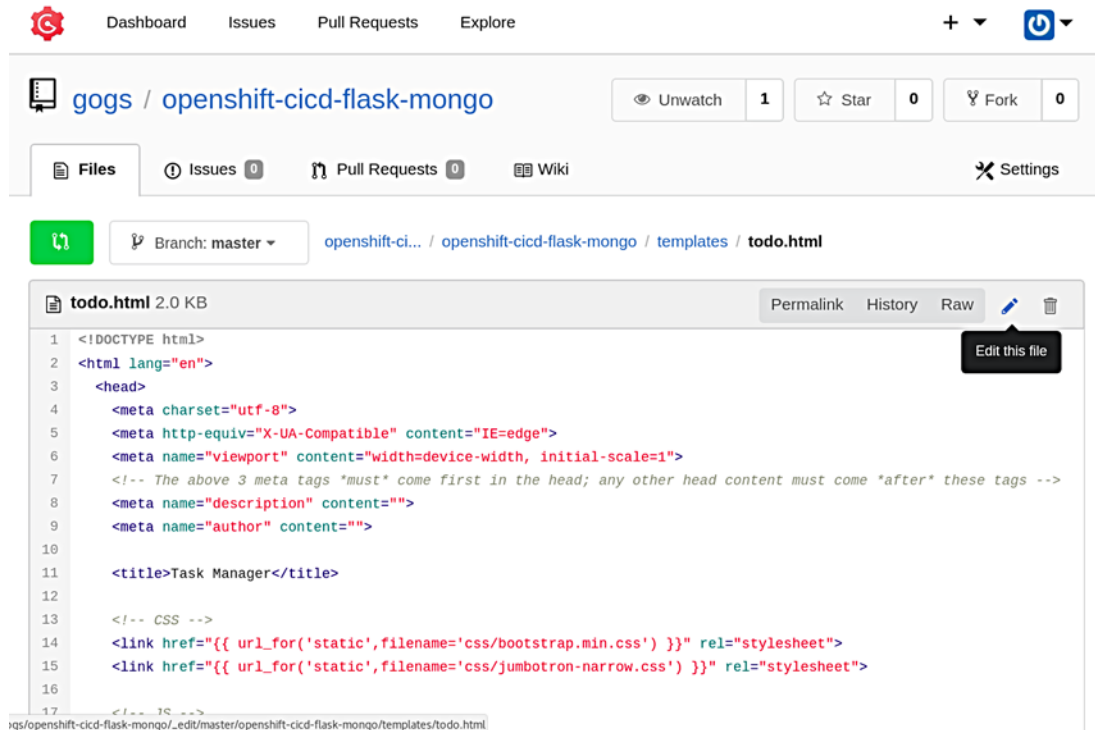 Dashboard Issues Pull Requests Explore +
gogs / openshift-cicd-flask-mongo Unwatch 1 Star 0 Fork 0
Files Issues 0 Pull Requests 0 Wiki Settings
Branch: master openshift-ci... / openshift-cicd-flask-mongo / templates / todo.html
todo.html 2.0 KB Permalink History Raw
Edit this file
1 <!DOCTYPE html>
2 <html lang="en">
3 <head>
4 <meta charset="utf-8">
5 <meta http-equiv="X-UA-Compatible" content="IE=edge">
6 <meta name="viewport" content="width=device-width, initial-scale=1">
7 <!-- The above 3 meta tags *must* come first in the head; any other head content must come *after* these tags -->
8 <meta name="description" content="">
9 <meta name="author" content="">
10
11 <title>Task Manager</title>
12
13 <!-- CSS -->
14 <link href="{{ url_for('static',filename='css/bootstrap.min.css') }}" rel="stylesheet">
15 <link href="{{ url_for('static',filename='css/jumbotron-narrow.css') }}" rel="stylesheet">
16
17 <!-- JS -->
ogs/openshift-cicd-flask-mongo/_edit/master/openshift-cicd-flask-mongo/templates/todo.html